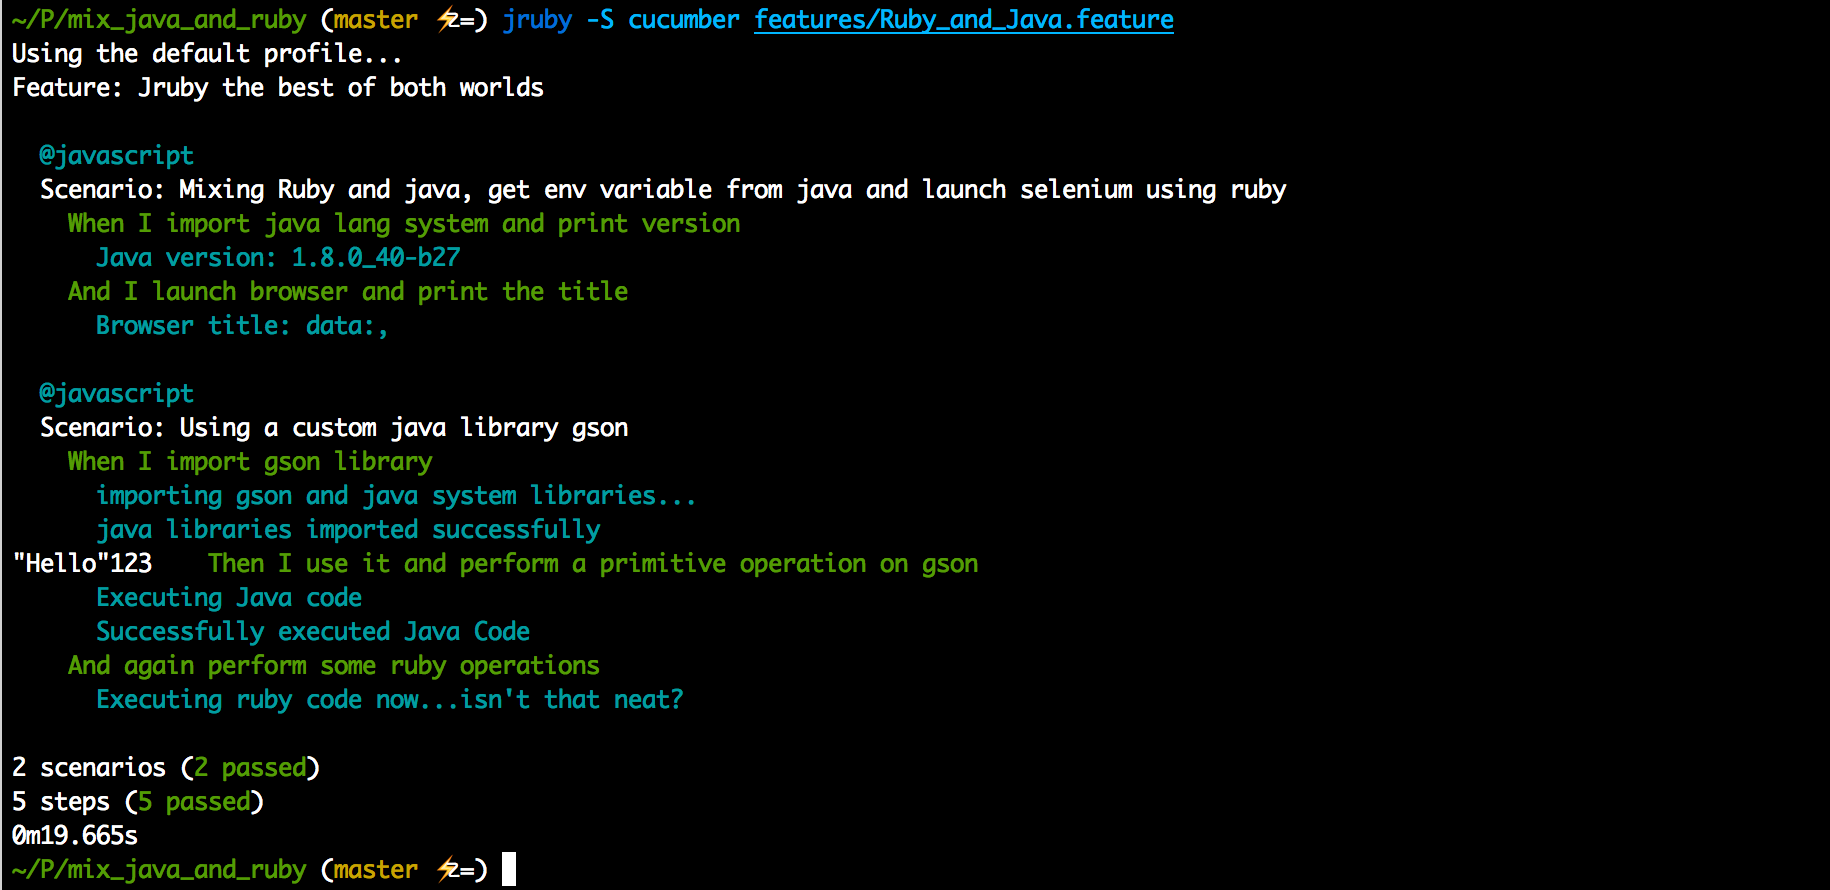 ~/P/mix_java_and_ruby (master ⚡z=) jruby -S cucumber features/Ruby_and_Java.feature
Using the default profile...
Feature: Jruby the best of both worlds
@javascript
Scenario: Mixing Ruby and java, get env variable from java and launch selenium using ruby
When I import java lang system and print version
Java version: 1.8.0_40-b27
And I launch browser and print the title
Browser title: data:,
@javascript
Scenario: Using a custom java library gson
When I import gson library
importing gson and java system libraries...
java libraries imported successfully
"Hello"123    Then I use it and perform a primitive operation on gson
Executing Java code
Successfully executed Java Code
And again perform some ruby operations
Executing ruby code now...isn't that neat?
2 scenarios (2 passed)
5 steps (5 passed)
0m19.665s
~/P/mix_java_and_ruby (master ⚡z=)